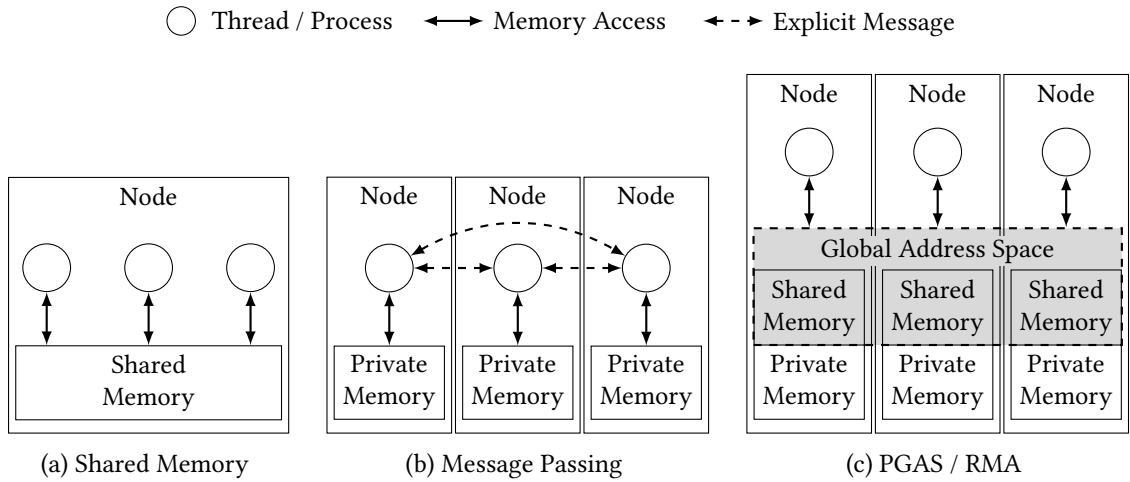 Thread / Process Memory Access Explicit Message
Node
Shared
Memory
(a) Shared Memory
Node Node Node
Private Private Private
Memory Memory Memory
(b) Message Passing
Node Node Node
Global Address Space
Shared Shared Shared
Memory Memory Memory
Private Private Private
Memory Memory Memory
(c) PGAS / RMA